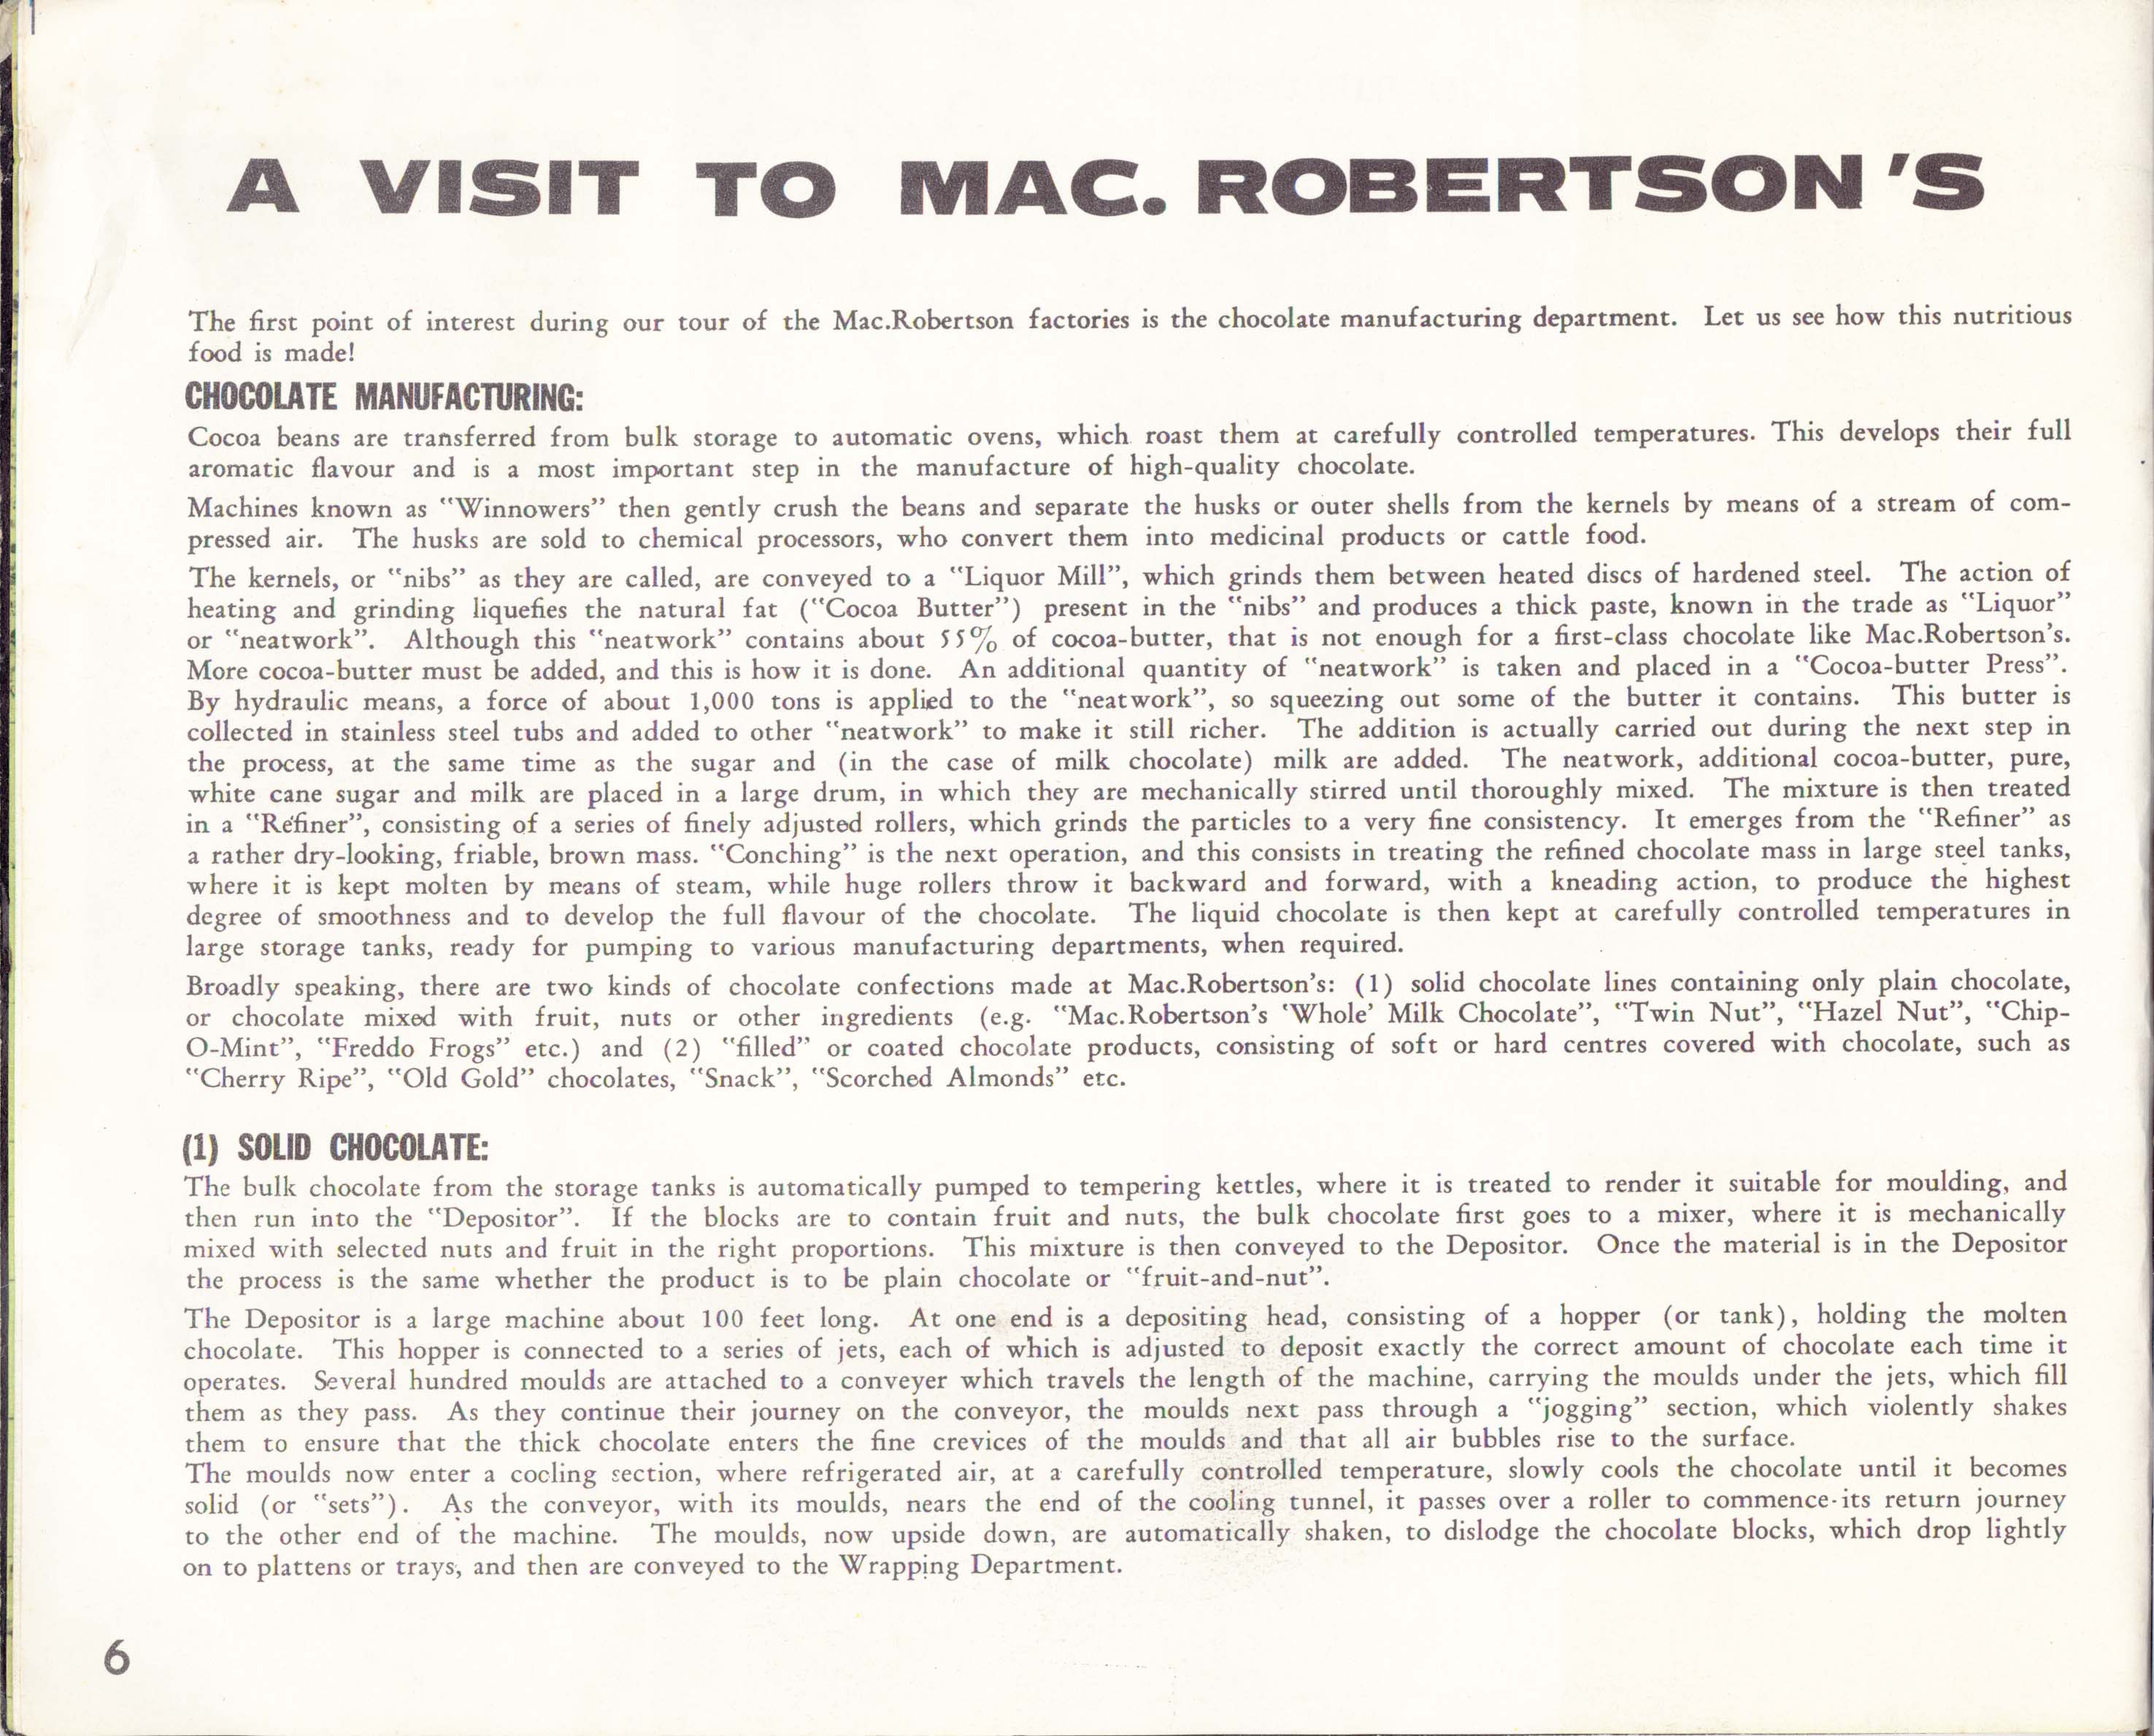 A VISIT TO MAC. ROBERTSON'S
The first point of interest during our tour of the Mac.Robertson factories is the chocolate manufacturing department. Let us see how this nutritious
food is made!
CHOCOLATE MANUFACTURING:
Cocoa beans are transferred from bulk storage to automatic ovens, which roast them at carefully controlled temperatures. This develops their full
aromatic flavour and is a most important step in the manufacture of high-quality chocolate.
Machines known as "Winnowers" then gently crush the beans and separate the husks or outer shells from the kernels by means of a stream of com-
pressed air. The husks are sold to chemical processors, who convert them into medicinal products or cattle food.
The kernels, or "nibs" as they are called, are conveyed to a "Liquor Mill", which grinds them between heated discs of hardened steel. The action of
heating and grinding liquefies the natural fat ("Cocoa Butter") present in the "nibs" and produces a thick paste, known in the trade as "Liquor"
or "neatwork". Although this "neatwork" contains about 55% of cocoa-butter, that is not enough for a first-class chocolate like Mac.Robertson's.
More cocoa-butter must be added, and this is how it is done. An additional quantity of "neatwork" is taken and placed in a "Cocoa-butter Press".
By hydraulic means, a force of about 1,000 tons is applied to the "neatwork", so squeezing out some of the butter it contains. This butter is
collected in stainless steel tubs and added to other "neatwork" to make it still richer. The addition is actually carried out during the next step in
the process, at the same time as the sugar and (in the case of milk chocolate) milk are added. The neatwork, additional cocoa-butter, pure,
white cane sugar and milk are placed in a large drum, in which they are mechanically stirred until thoroughly mixed. The mixture is then treated
in a "Refiner", consisting of a series of finely adjusted rollers, which grinds the particles to a very fine consistency. It emerges from the "Refiner" as
a rather dry-looking, friable, brown mass. "Conching" is the next operation, and this consists in treating the refined chocolate mass in large steel tanks,
where it is kept molten by means of steam, while huge rollers throw it backward and forward, with a kneading action, to produce the highest
degree of smoothness and to develop the full flavour of the chocolate. The liquid chocolate is then kept at carefully controlled temperatures in
large storage tanks, ready for pumping to various manufacturing departments, when required.
Broadly speaking, there are two kinds of chocolate confections made at Mac.Robertson's: (1) solid chocolate lines containing only plain chocolate,
or chocolate mixed with fruit, nuts or other ingredients (e.g. "Mac.Robertson's 'Whole' Milk Chocolate", "Twin Nut", "Hazel Nut", "Chip-
O-Mint", "Freddo Frogs" etc.) and (2) "filled" or coated chocolate products, consisting of soft or hard centres covered with chocolate, such as
"Cherry Ripe", "Old Gold" chocolates, "Snack", "Scorched Almonds" etc.
(1) SOLID CHOCOLATE:
The bulk chocolate from the storage tanks is automatically pumped to tempering kettles, where it is treated to render it suitable for moulding, and
then run into the "Depositor". If the blocks are to contain fruit and nuts, the bulk chocolate first goes to a mixer, where it is mechanically
mixed with selected nuts and fruit in the right proportions. This mixture is then conveyed to the Depositor. Once the material is in the Depositor
the process is the same whether the product is to be plain chocolate or "fruit-and-nut".
The Depositor is a large machine about 100 feet long. At one end is a depositing head, consisting of a hopper (or tank), holding the molten
chocolate. This hopper is connected to a series of jets, each of which is adjusted to deposit exactly the correct amount of chocolate each time it
operates. Several hundred moulds are attached to a conveyer which travels the length of the machine, carrying the moulds under the jets, which fill
them as they pass. As they continue their journey on the conveyor, the moulds next pass through a "jogging" section, which violently shakes
them to ensure that the thick chocolate enters the fine crevices of the moulds and that all air bubbles rise to the surface.
The moulds now enter a cooling section, where refrigerated air, at a carefully controlled temperature, slowly cools the chocolate until it becomes
solid (or "sets"). As the conveyor, with its moulds, nears the end of the cooling tunnel, it passes over a roller to commence its return journey
to the other end of the machine. The moulds, now upside down, are automatically shaken, to dislodge the chocolate blocks, which drop lightly
on to plattens or trays, and then are conveyed to the Wrapping Department.
6